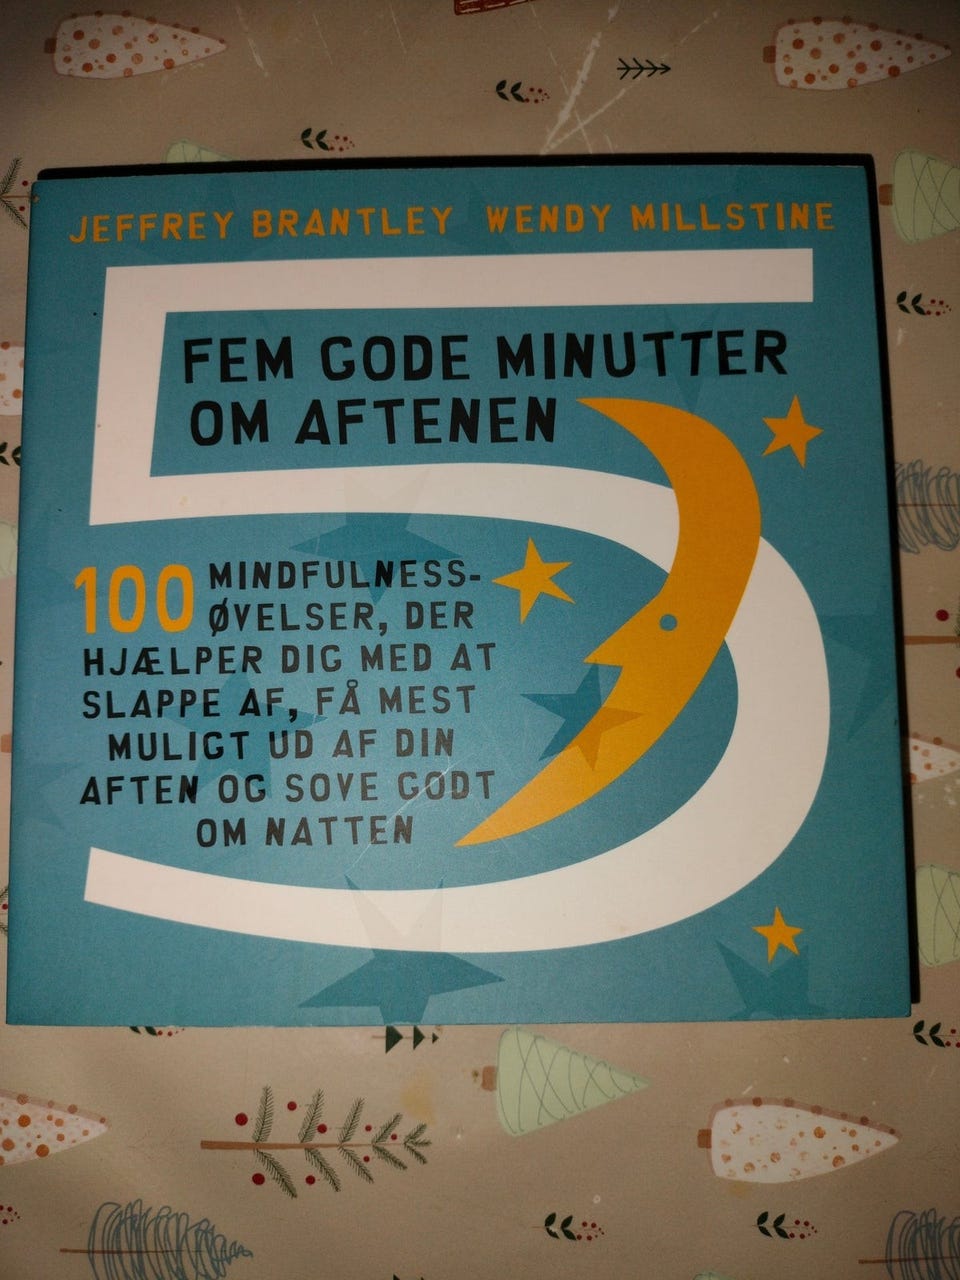 JEFFREY BRANTLEY WENDY MILLSTINE
5
FEM GODE MINUTTER
OM AFTENEN
100 MINDFULNESS-
ØVELSER, DER
HJÆLPER DIG MED AT
SLAPPE AF, FÅ MEST
MULIGT UD AF DIN
AFTEN OG SOVE GODT
OM NATTEN